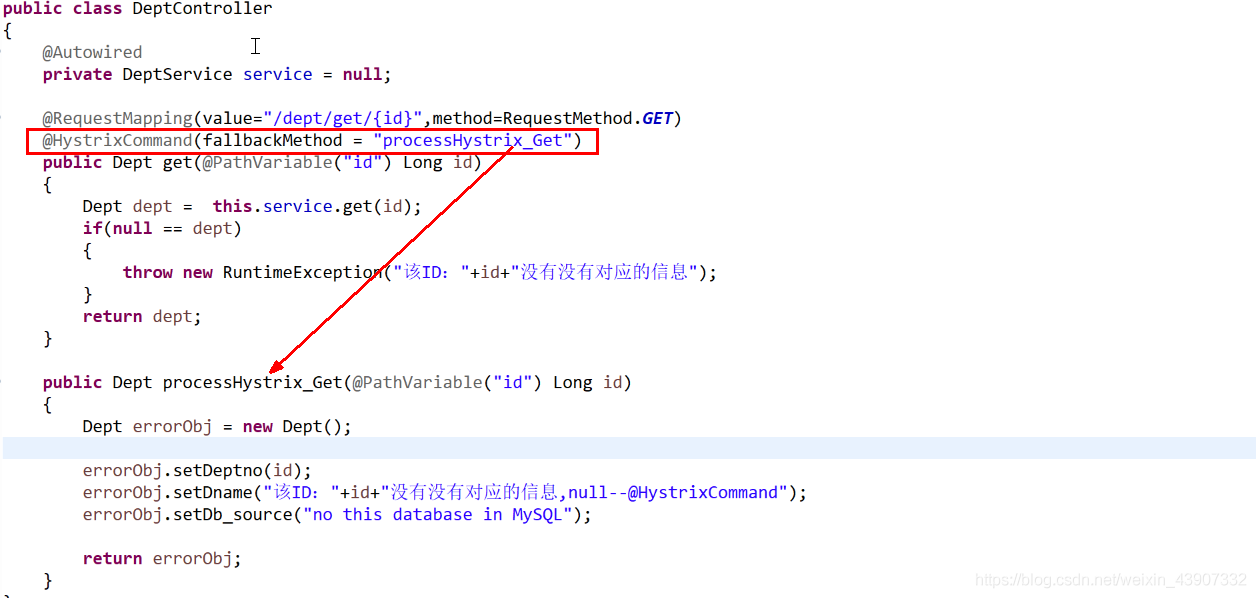 public class DeptController
{
@Autowired
private DeptService service = null;
@RequestMapping(value="/dept/get/{id}",method=RequestMethod.GET)
@HystrixCommand(fallbackMethod = "processHystrix_Get")
public Dept get(@PathVariable("id") Long id)
{
Dept dept =  this.service.get(id);
if(null == dept)
{
throw new RuntimeException("该ID："+id+"没有没有对应的信息");
}
return dept;
}
public Dept processHystrix_Get(@PathVariable("id") Long id)
{
Dept errorObj = new Dept();
errorObj.setDeptno(id);
errorObj.setDname("该ID："+id+"没有没有对应的信息,null--@HystrixCommand");
errorObj.setDb_source("no this database in MySQL");
return errorObj;
}
https://blog.csdn.net/weixin_43907332